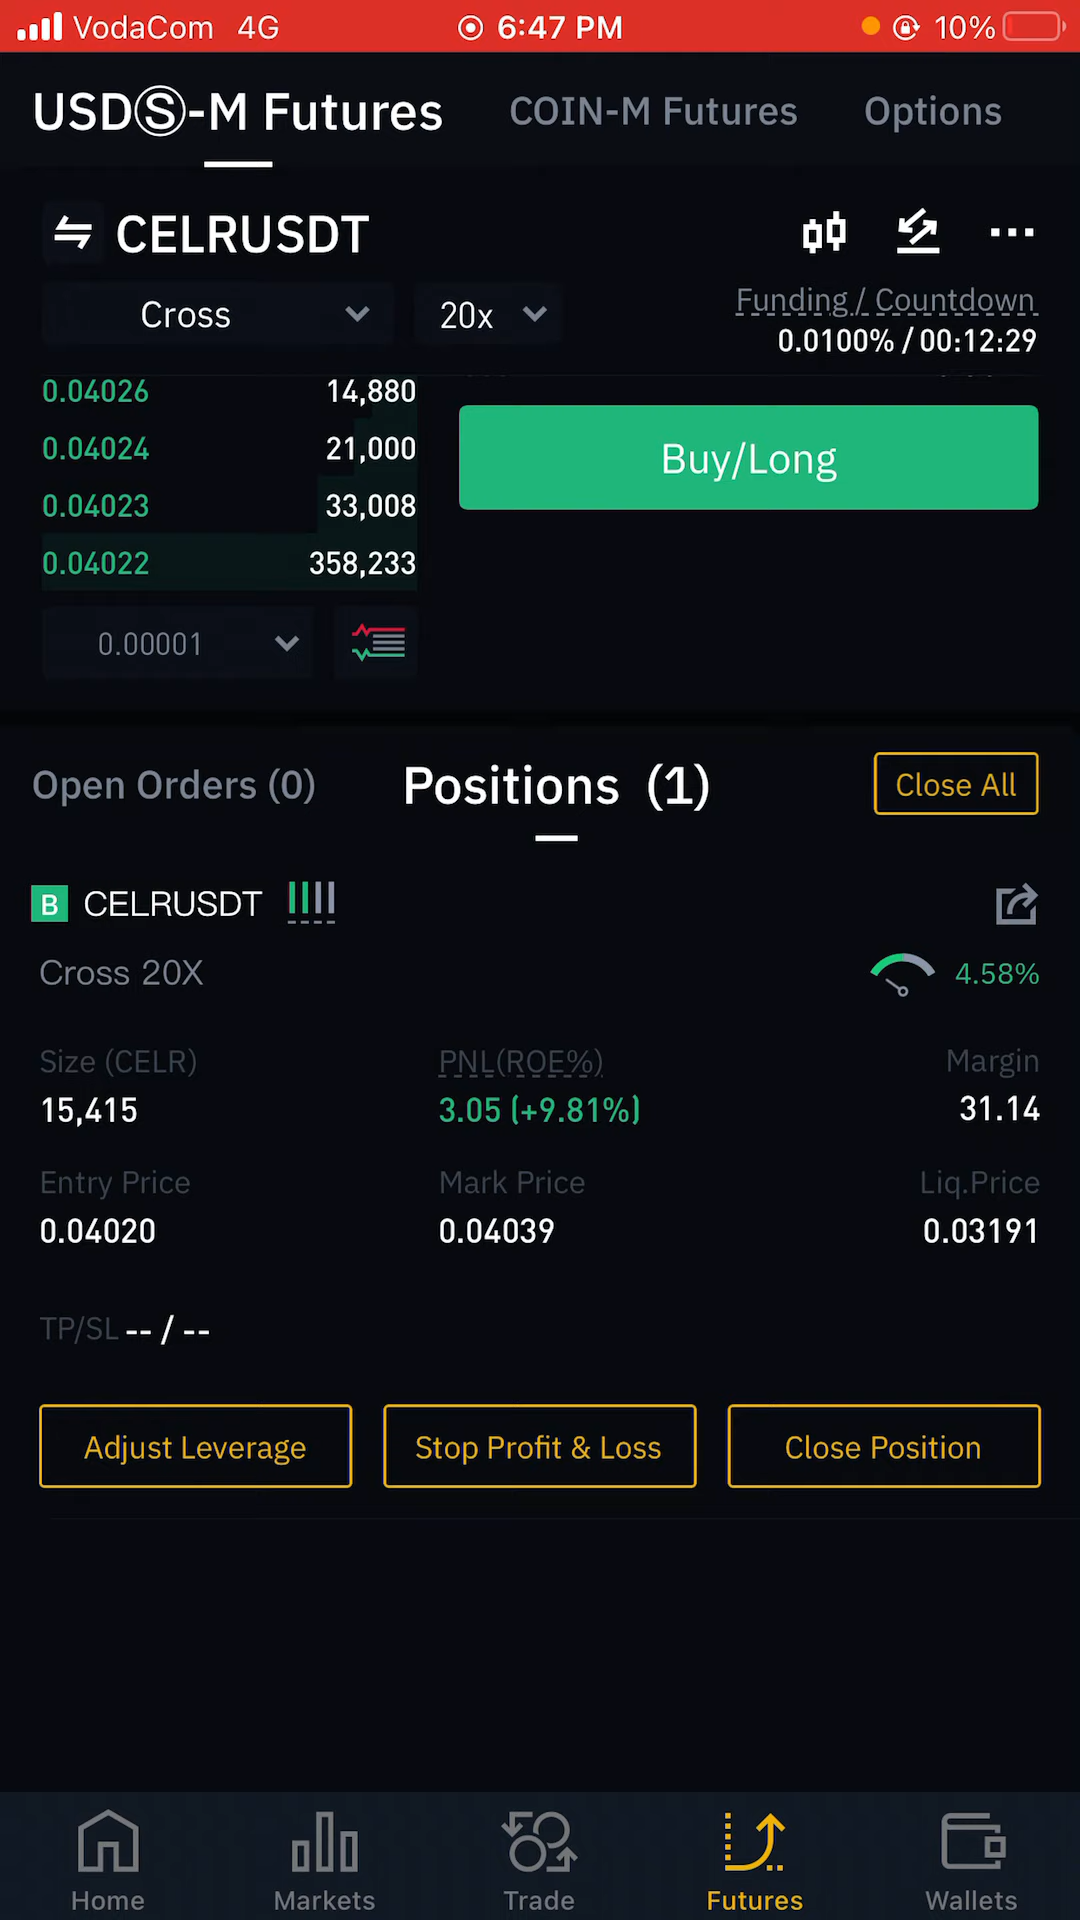 VodaCom 4G 6:47 PM 10%
USDⓈ-M Futures COIN-M Futures Options
CELRUSDT
Cross 20x Funding / Countdown
0.0100% / 00:12:29
0.04026 14,880
0.04024 21,000
Buy/Long
0.04023 33,008
0.04022 358,233
0.00001
Open Orders (0) Positions (1) Close All
B CELRUSDT
Cross 20X 4.58%
Size (CELR) PNL(ROE%) Margin
15,415 3.05 (+9.81%) 31.14
Entry Price Mark Price Liq.Price
0.04020 0.04039 0.03191
TP/SL -- / --
Adjust Leverage Stop Profit & Loss Close Position
Home Markets Trade Futures Wallets